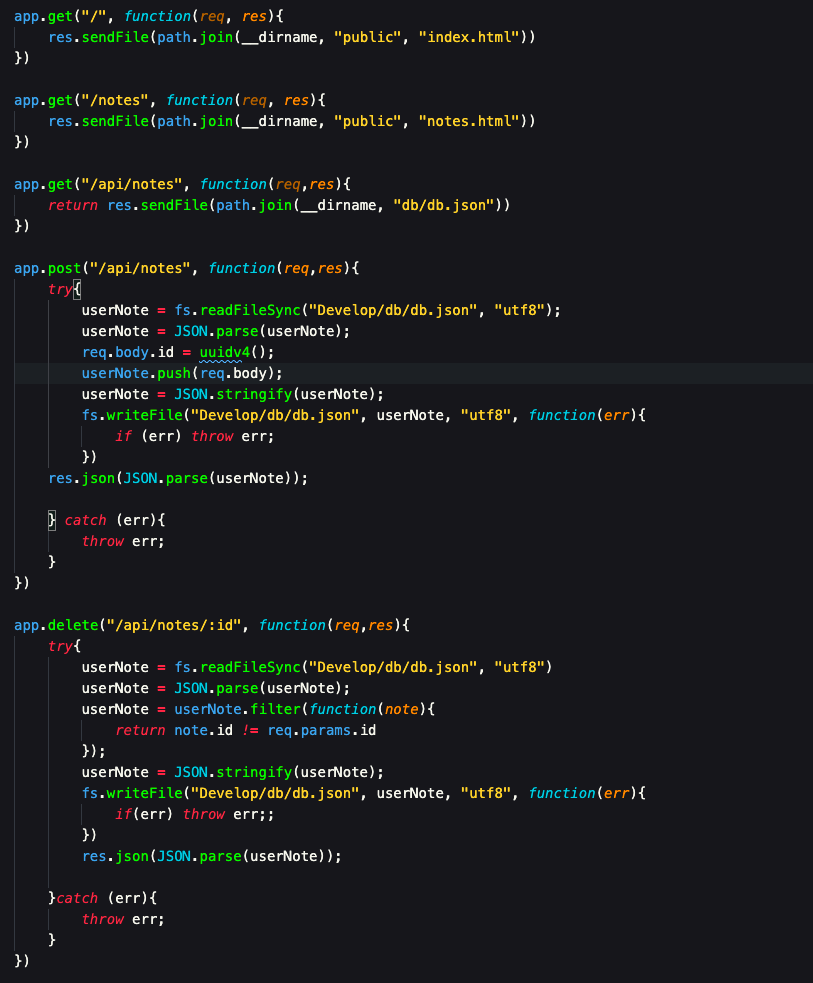 app.get("/", function(req, res){
    res.sendFile(path.join(__dirname, "public", "index.html"))
})

app.get("/notes", function(req, res){
    res.sendFile(path.join(__dirname, "public", "notes.html"))
})

app.get("/api/notes", function(req,res){
    return res.sendFile(path.join(__dirname, "db/db.json"))
})

app.post("/api/notes", function(req,res){
    try{
        userNote = fs.readFileSync("Develop/db/db.json", "utf8");
        userNote = JSON.parse(userNote);
        req.body.id = uuidv4();
        userNote.push(req.body);
        userNote = JSON.stringify(userNote);
        fs.writeFile("Develop/db/db.json", userNote, "utf8", function(err){
            if (err) throw err;
        })
    res.json(JSON.parse(userNote));

    } catch (err){
        throw err;
    }
})

app.delete("/api/notes/:id", function(req,res){
    try{
        userNote = fs.readFileSync("Develop/db/db.json", "utf8")
        userNote = JSON.parse(userNote);
        userNote = userNote.filter(function(note){
            return note.id != req.params.id
        });
        userNote = JSON.stringify(userNote);
        fs.writeFile("Develop/db/db.json", userNote, "utf8", function(err){
            if(err) throw err;;
        })
        res.json(JSON.parse(userNote));

    }catch (err){
        throw err;
    }
})